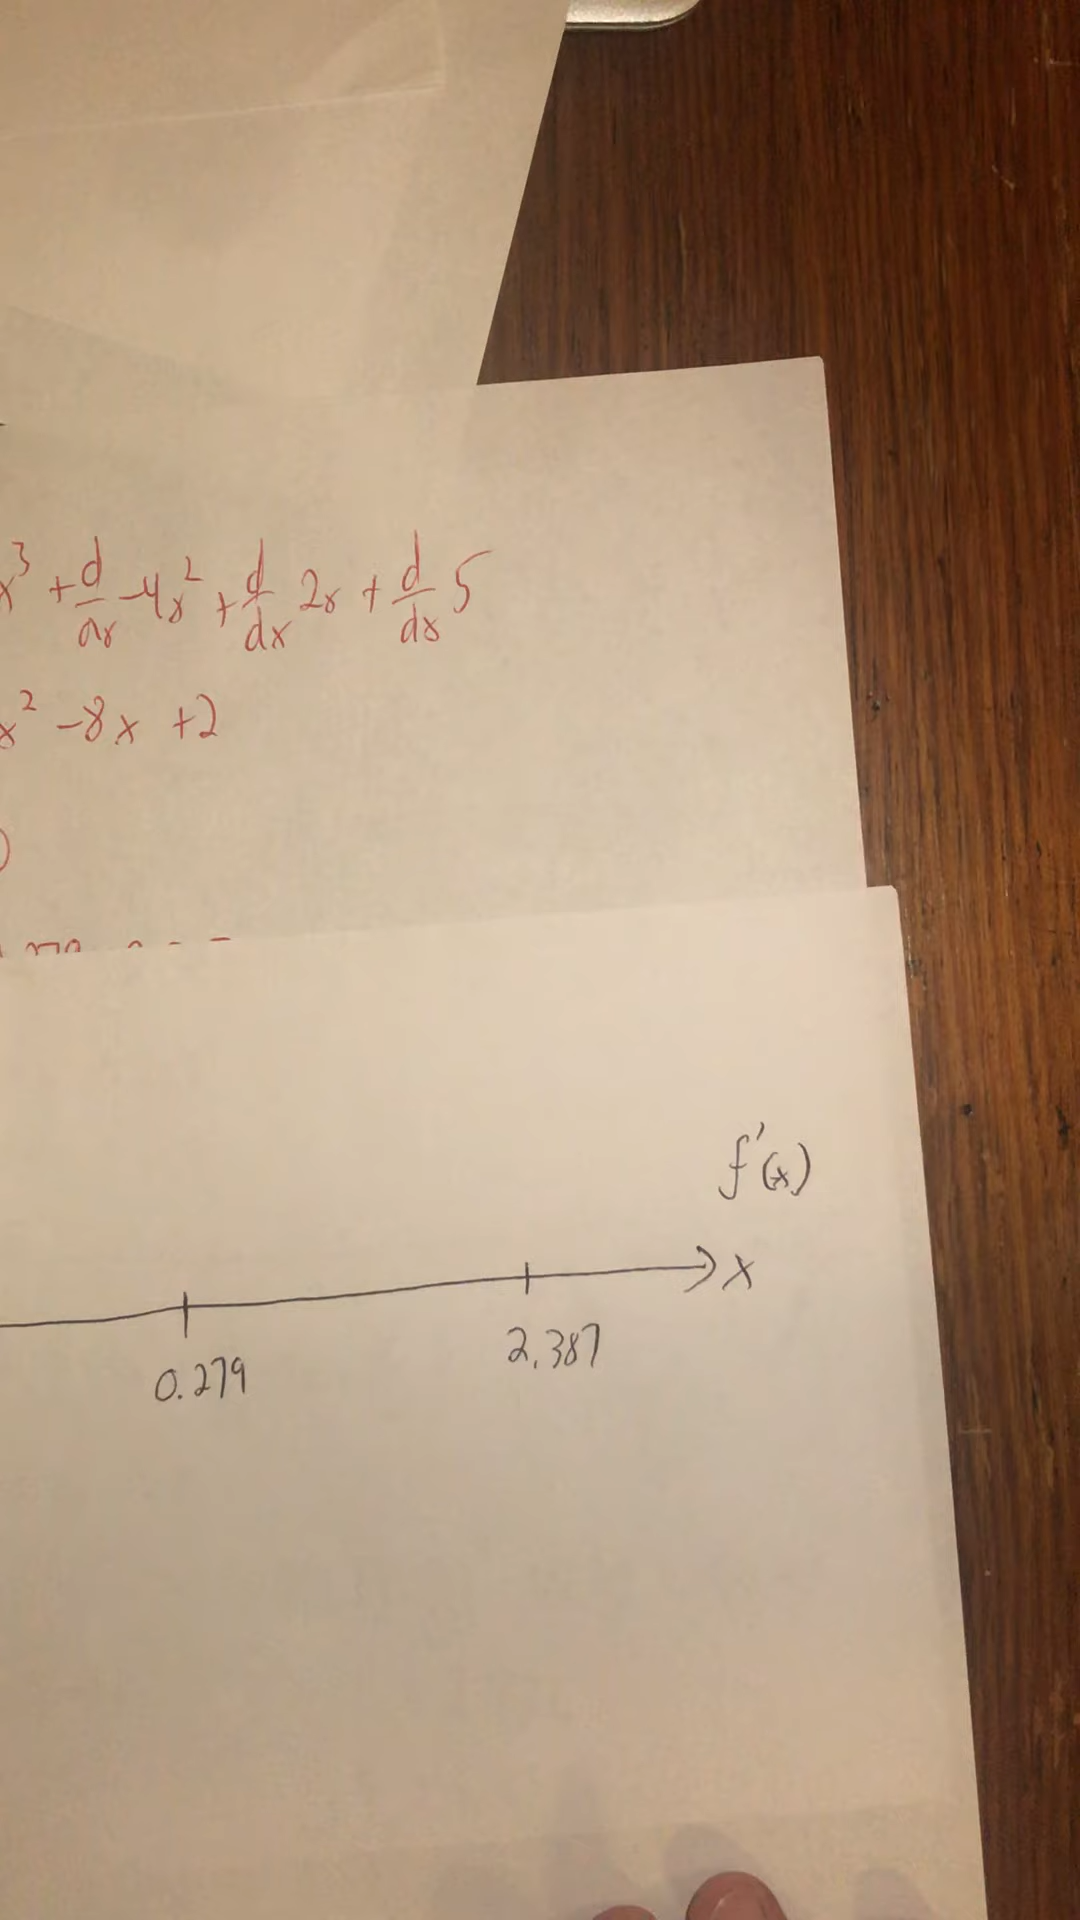 x³ + d/dx -4x² + d/dx 2x + d/dx 5
x² -8x +2
)
f'(x)
x
0.279 2.387